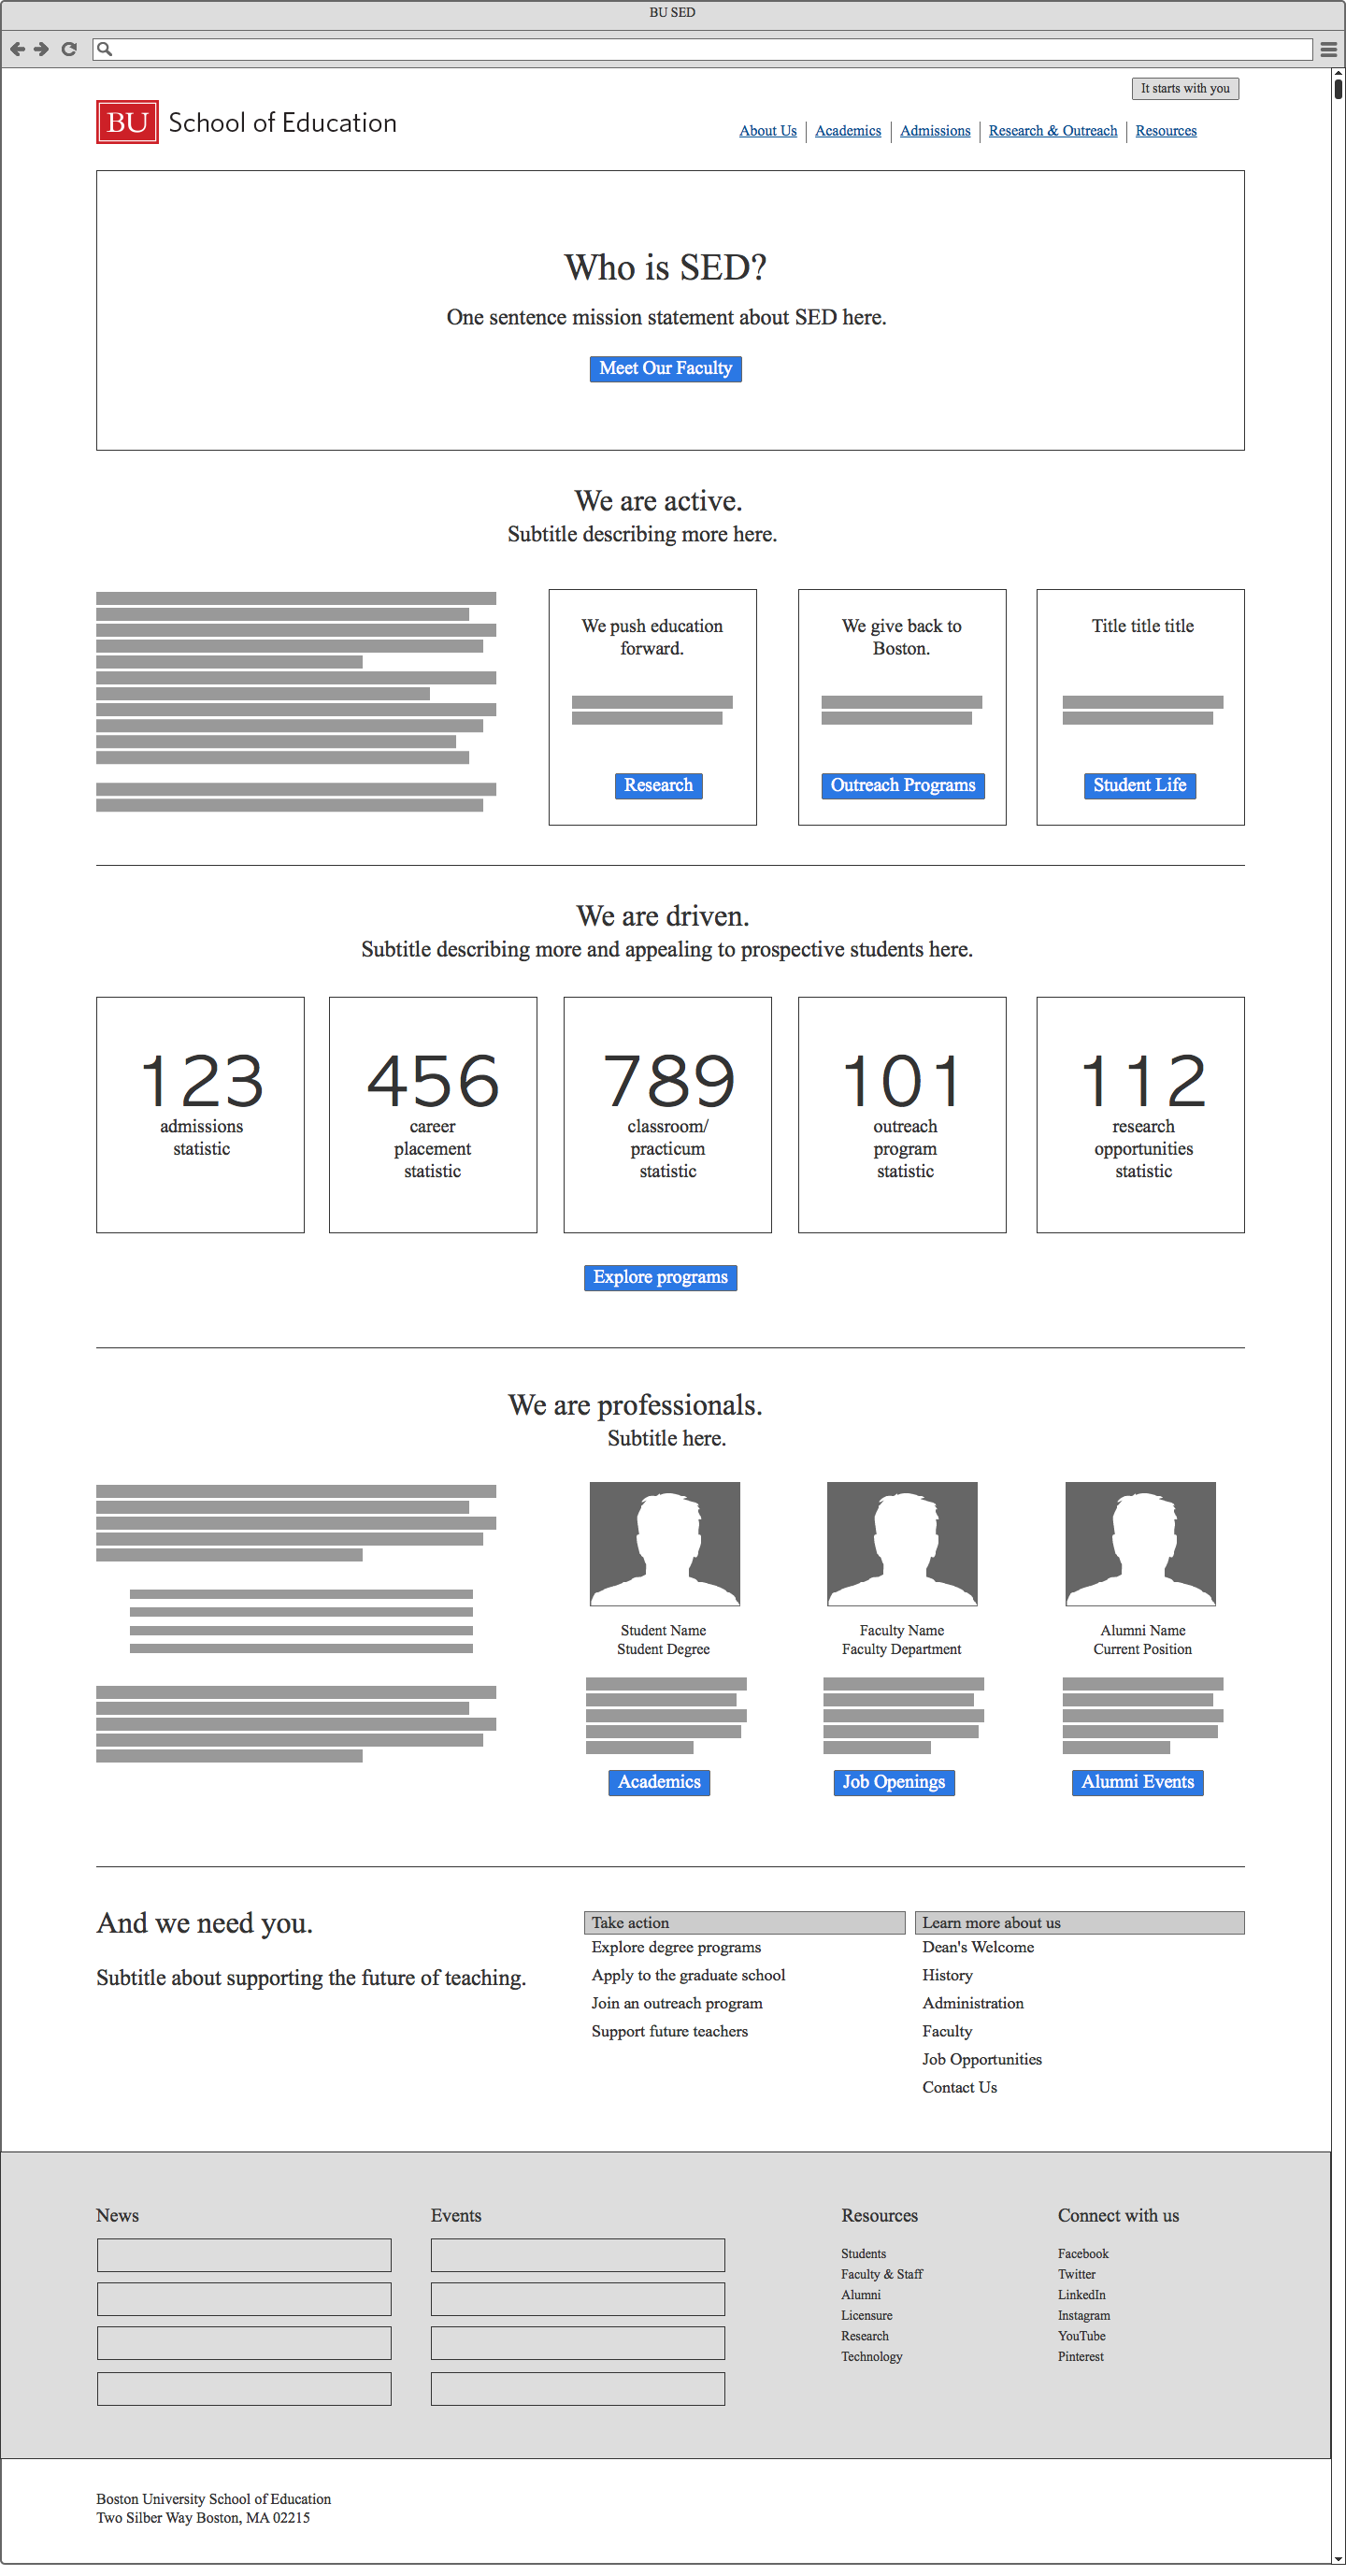 BU SED
It starts with you
BU School of Education
About Us Academics Admissions Research & Outreach Resources
Who is SED?
One sentence mission statement about SED here.
Meet Our Faculty
We are active.
Subtitle describing more here.
We push education
forward.
Research
We give back to
Boston.
Outreach Programs
Title title title
Student Life
We are driven.
Subtitle describing more and appealing to prospective students here.
123
admissions
statistic
456
career
placement
statistic
789
classroom/
practicum
statistic
101
outreach
program
statistic
112
research
opportunities
statistic
Explore programs
We are professionals.
Subtitle here.
Student Name
Student Degree
Academics
Faculty Name
Faculty Department
Job Openings
Alumni Name
Current Position
Alumni Events
And we need you.
Subtitle about supporting the future of teaching.
Take action
Explore degree programs
Apply to the graduate school
Join an outreach program
Support future teachers
Learn more about us
Dean's Welcome
History
Administration
Faculty
Job Opportunities
Contact Us
News
Events
Resources
Students
Faculty & Staff
Alumni
Licensure
Research
Technology
Connect with us
Facebook
Twitter
LinkedIn
Instagram
YouTube
Pinterest
Boston University School of Education
Two Silber Way Boston, MA 02215